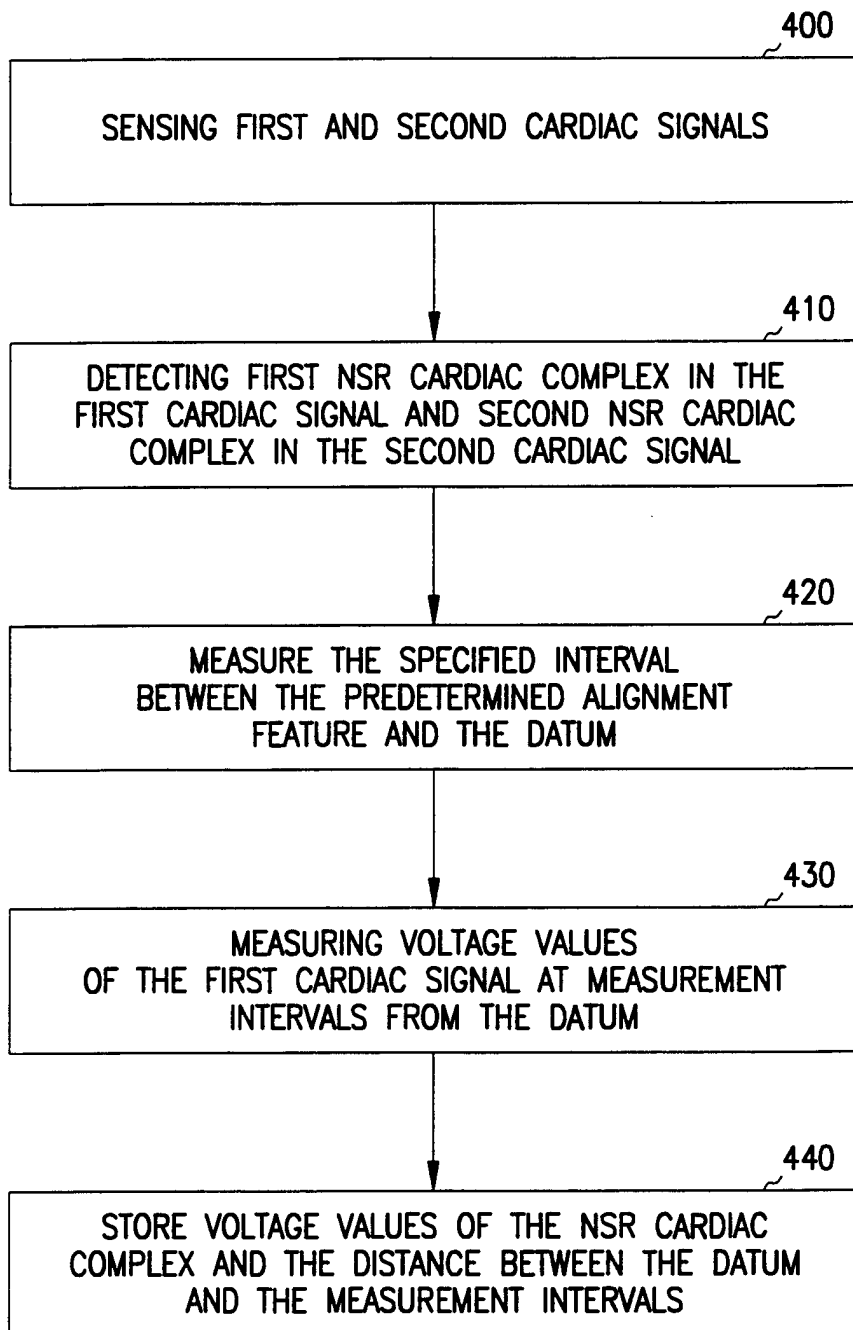 400
SENSING FIRST AND SECOND CARDIAC SIGNALS
410
DETECTING FIRST NSR CARDIAC COMPLEX IN THE
FIRST CARDIAC SIGNAL AND SECOND NSR CARDIAC
COMPLEX IN THE SECOND CARDIAC SIGNAL
420
MEASURE THE SPECIFIED INTERVAL
BETWEEN THE PREDETERMINED ALIGNMENT
FEATURE AND THE DATUM
430
MEASURING VOLTAGE VALUES
OF THE FIRST CARDIAC SIGNAL AT MEASUREMENT
INTERVALS FROM THE DATUM
440
STORE VOLTAGE VALUES OF THE NSR CARDIAC
COMPLEX AND THE DISTANCE BETWEEN THE DATUM
AND THE MEASUREMENT INTERVALS